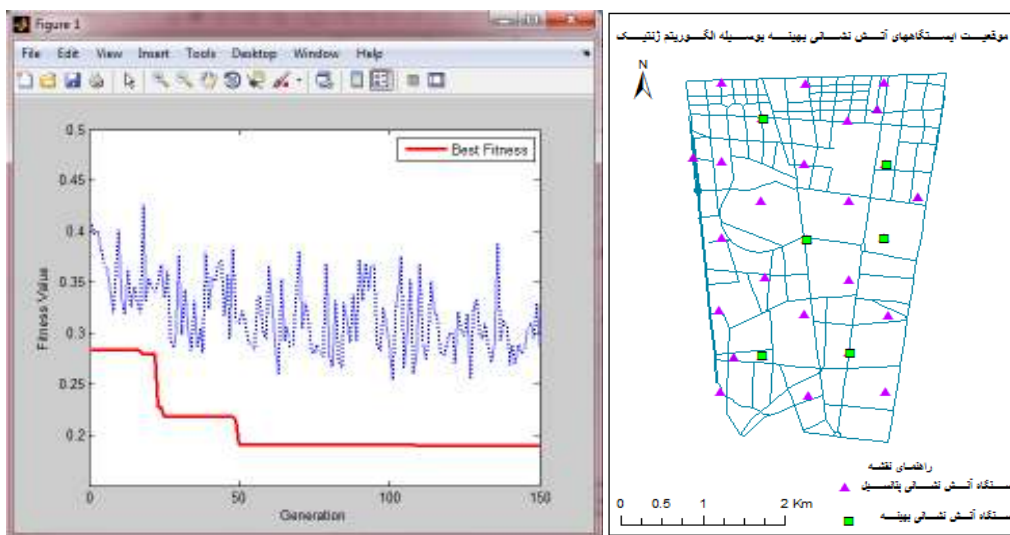 Figure 1
File Edit View Insert Tools Desktop Window Help
0.5
0.45
0.4
0.35
0.3
0.25
0.2
Fitness Value
Best Fitness
0 50 100 150
Generation
موقعیت ایستگاههای آتش نشانی بهینه بوسیله الگوریتم ژنتیک
N
راهنمای نقشه
ستگاه آتش نشانی پتانسیل
ستگاه آتش نشانی بهینه
0 0.5 1 2 Km